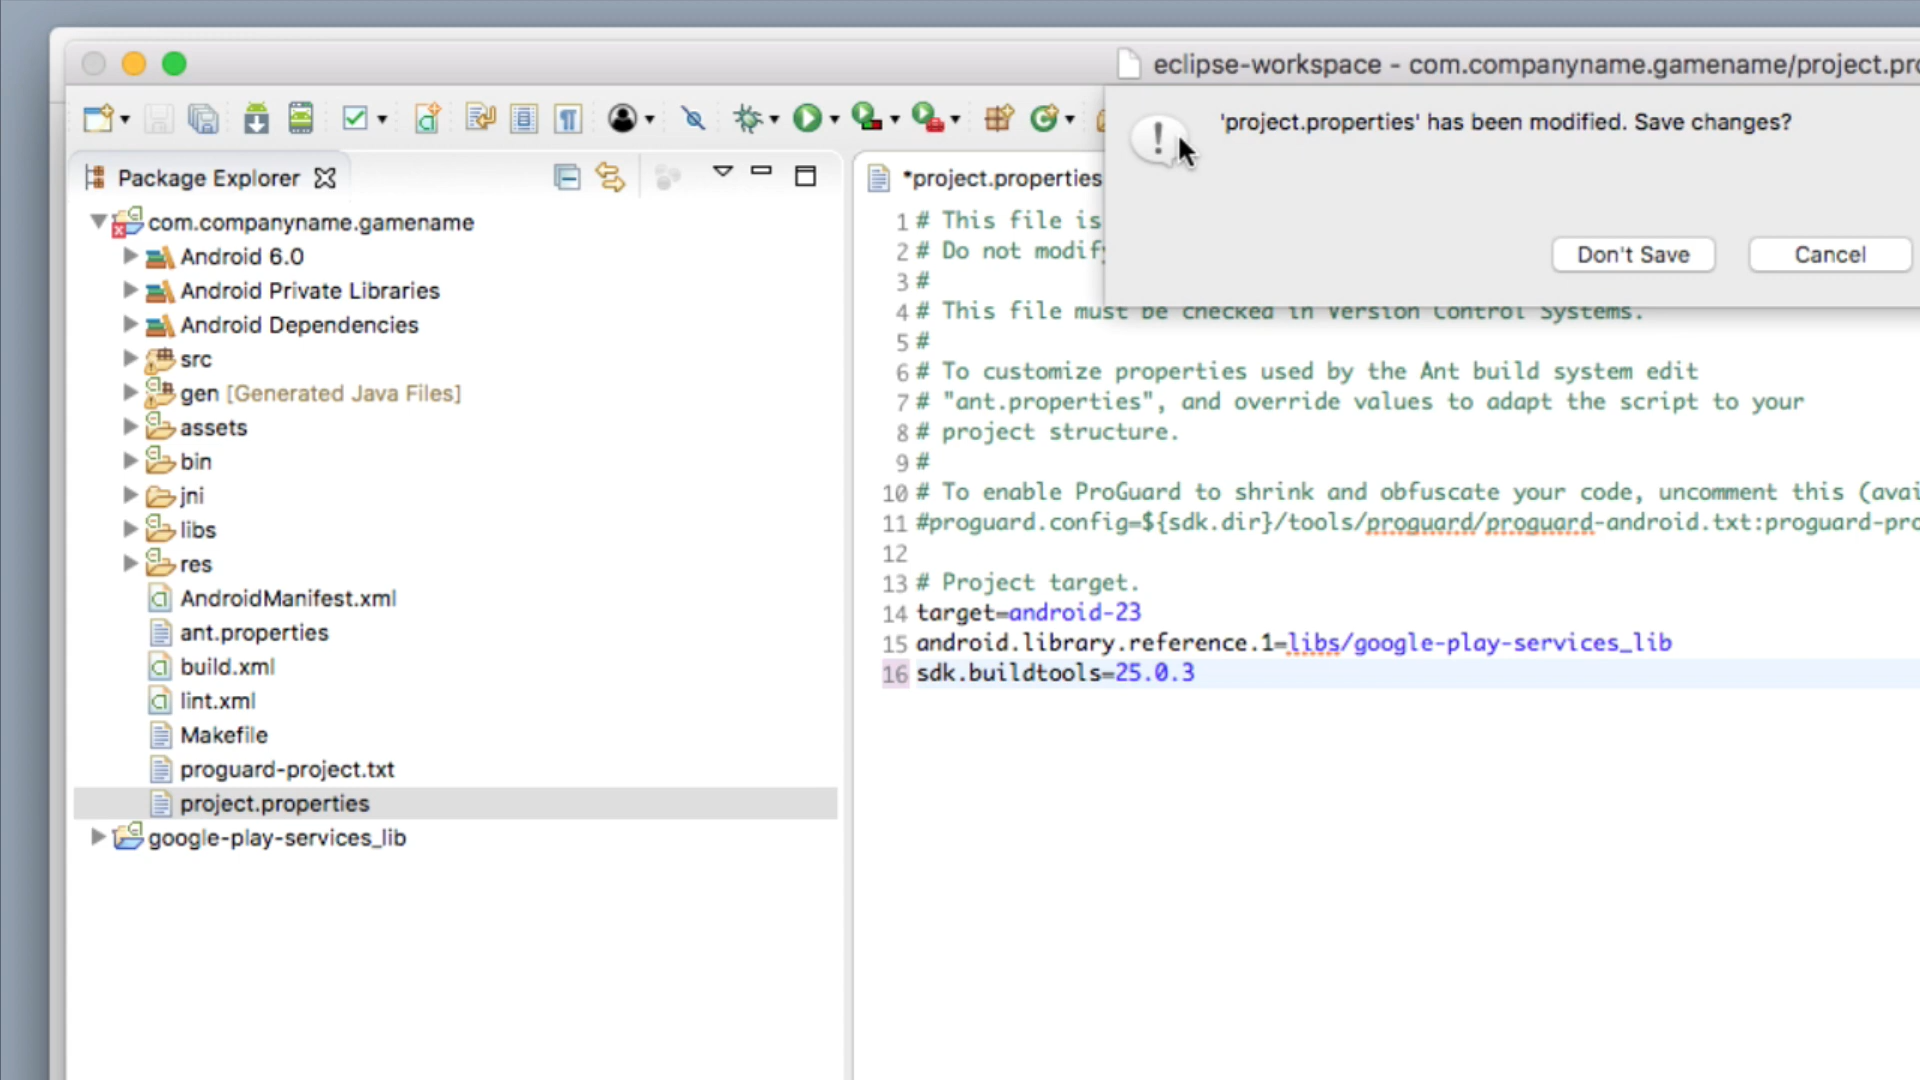 eclipse-workspace - com.companyname.gamename/project.pro
'project.properties' has been modified. Save changes?
Don't Save
Cancel
Package Explorer
com.companyname.gamename
Android 6.0
Android Private Libraries
Android Dependencies
src
gen [Generated Java Files]
assets
bin
jni
libs
res
AndroidManifest.xml
ant.properties
build.xml
lint.xml
Makefile
proguard-project.txt
project.properties
google-play-services_lib
*project.properties
1 # This file is
2 # Do not modify
3 #
4 # This file must be checked in Version Control Systems.
5 #
6 # To customize properties used by the Ant build system edit
7 # "ant.properties", and override values to adapt the script to your
8 # project structure.
9 #
10 # To enable ProGuard to shrink and obfuscate your code, uncomment this (avai
11 #proguard.config=${sdk.dir}/tools/proguard/proguard-android.txt:proguard-pro
12
13 # Project target.
14 target=android-23
15 android.library.reference.1=libs/google-play-services_lib
16 sdk.buildtools=25.0.3